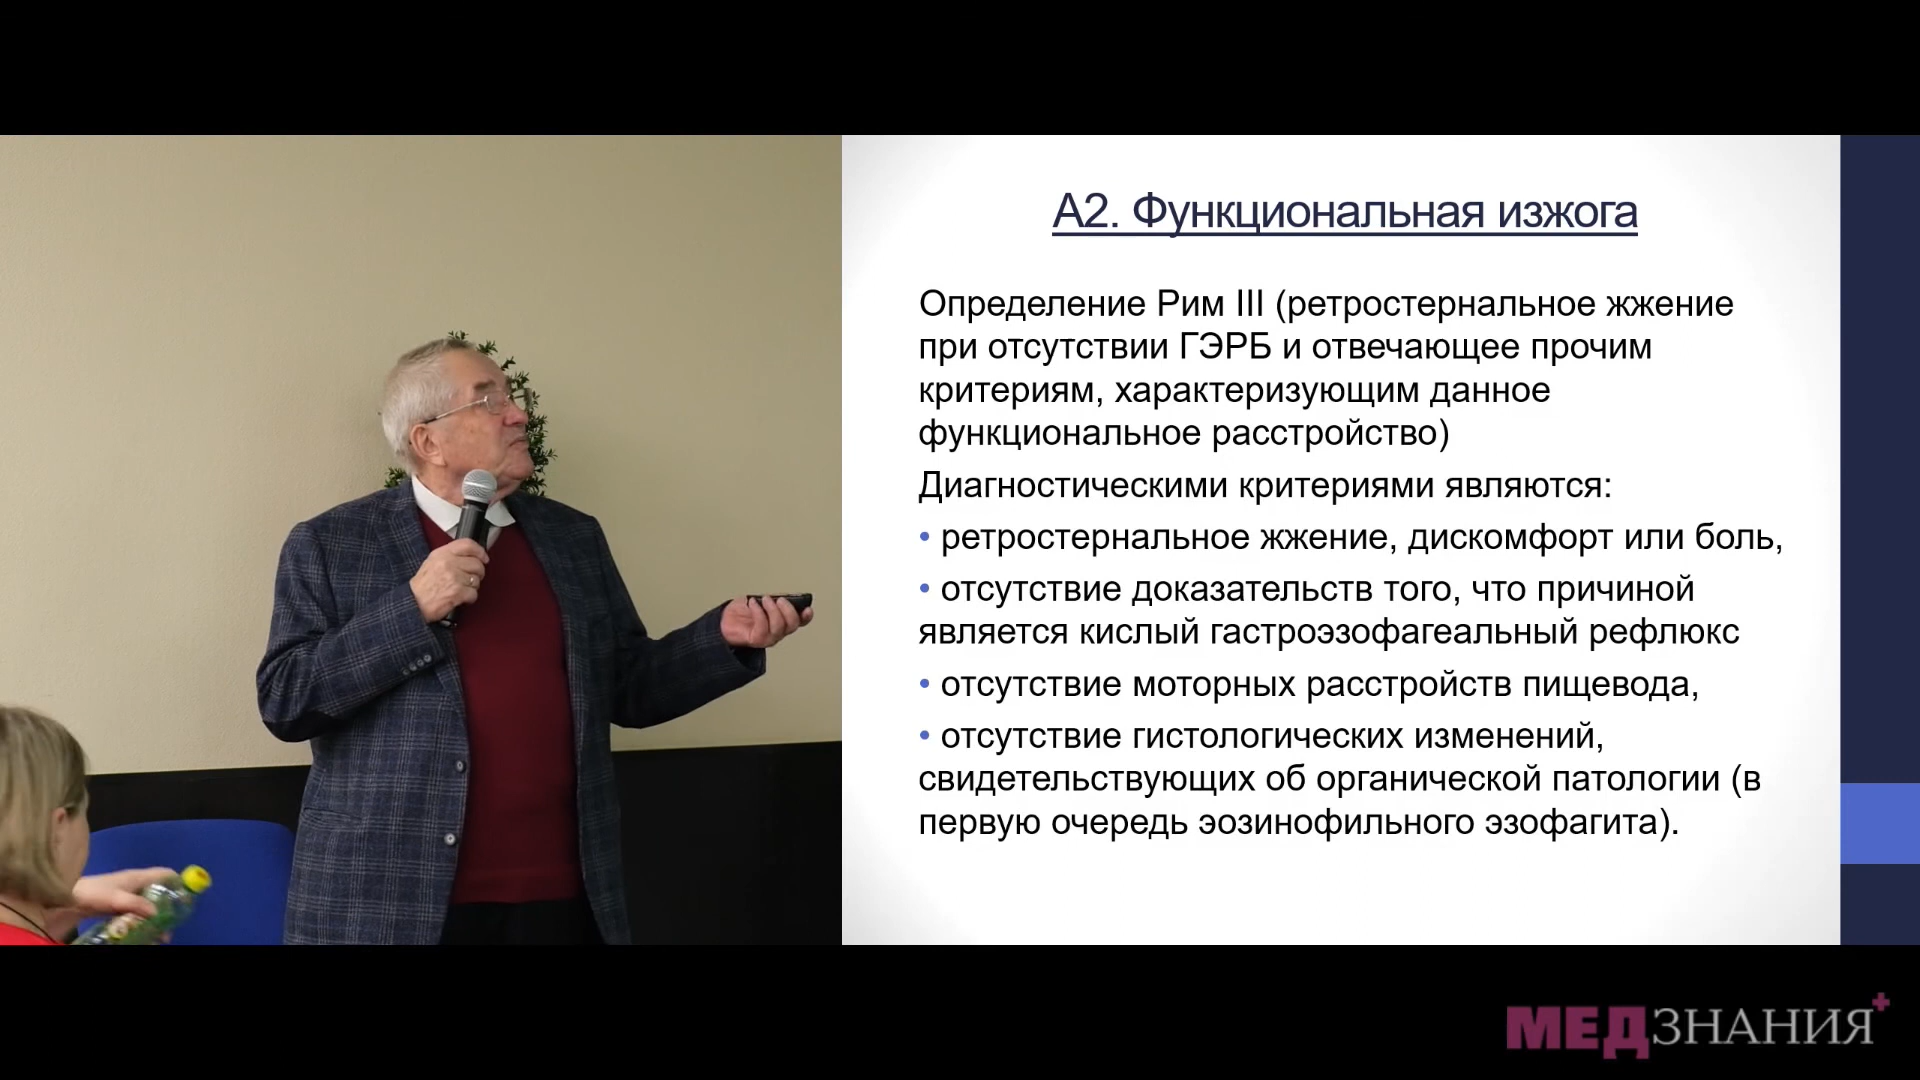 А2. Функциональная изжога
Определение Рим III (ретростернальное жжение
при отсутствии ГЭРБ и отвечающее прочим
критериям, характеризующим данное
функциональное расстройство)
Диагностическими критериями являются:
• ретростернальное жжение, дискомфорт или боль,
• отсутствие доказательств того, что причиной
является кислый гастроэзофагеальный рефлюкс
• отсутствие моторных расстройств пищевода,
• отсутствие гистологических изменений,
свидетельствующих об органической патологии (в
первую очередь эозинофильного эзофагита).
МЕДЗНАНИЯ+